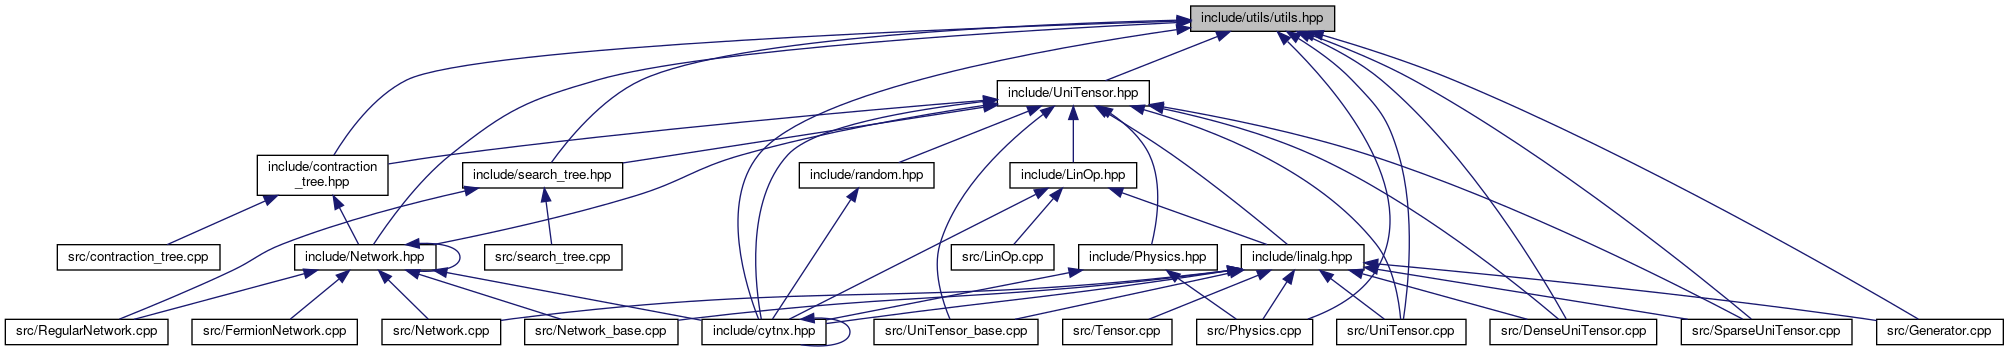 include/utils/utils.hpp
include/UniTensor.hpp
include/contraction
_tree.hpp
include/search_tree.hpp
include/random.hpp
include/LinOp.hpp
src/contraction_tree.cpp
include/Network.hpp
src/search_tree.cpp
src/LinOp.cpp
include/Physics.hpp
include/linalg.hpp
src/RegularNetwork.cpp
src/FermionNetwork.cpp
src/Network.cpp
src/Network_base.cpp
include/cytnx.hpp
src/UniTensor_base.cpp
src/Tensor.cpp
src/Physics.cpp
src/UniTensor.cpp
src/DenseUniTensor.cpp
src/SparseUniTensor.cpp
src/Generator.cpp